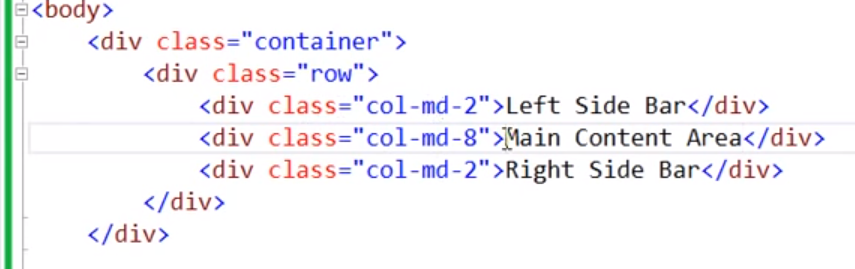 <body>
<div class="container">
<div class="row">
<div class="col-md-2">Left Side Bar</div>
<div class="col-md-8">Main Content Area</div>
<div class="col-md-2">Right Side Bar</div>
</div>
</div>